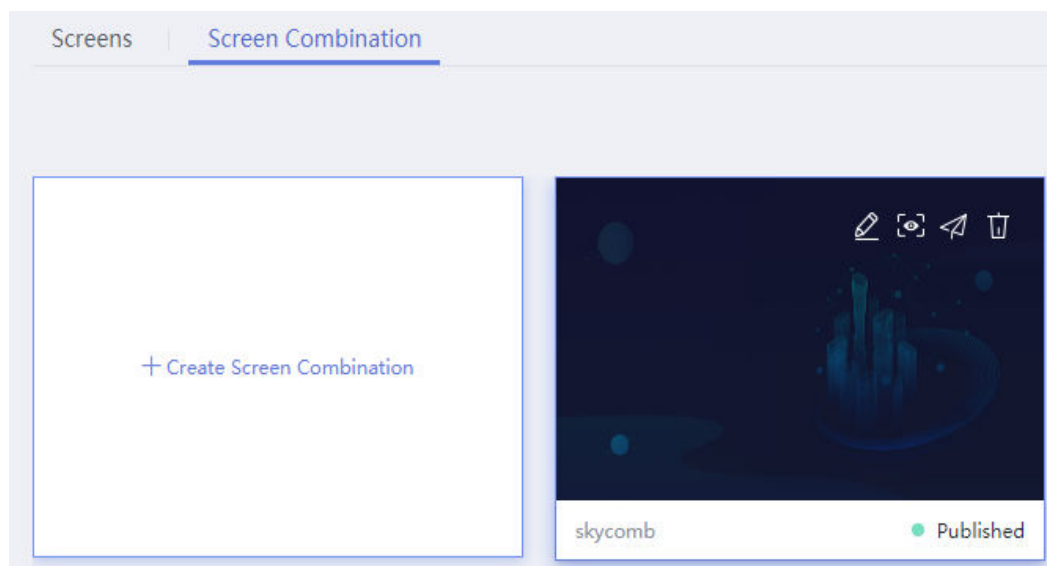 Screens
Screen Combination
+ Create Screen Combination
skycomb
Published